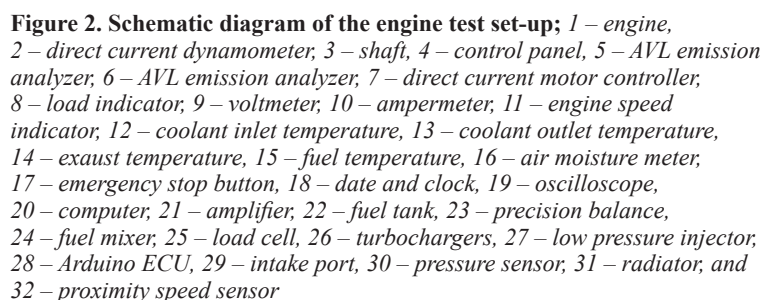 Figure 2. Schematic diagram of the engine test set-up; 1 – engine,
2 – direct current dynamometer, 3 – shaft, 4 – control panel, 5 – AVL emission
analyzer, 6 – AVL emission analyzer, 7 – direct current motor controller,
8 – load indicator, 9 – voltmeter, 10 – ampermeter, 11 – engine speed
indicator, 12 – coolant inlet temperature, 13 – coolant outlet temperature,
14 – exaust temperature, 15 – fuel temperature, 16 – air moisture meter,
17 – emergency stop button, 18 – date and clock, 19 – oscilloscope,
20 – computer, 21 – amplifier, 22 – fuel tank, 23 – precision balance,
24 – fuel mixer, 25 – load cell, 26 – turbochargers, 27 – low pressure injector,
28 – Arduino ECU, 29 – intake port, 30 – pressure sensor, 31 – radiator, and
32 – proximity speed sensor